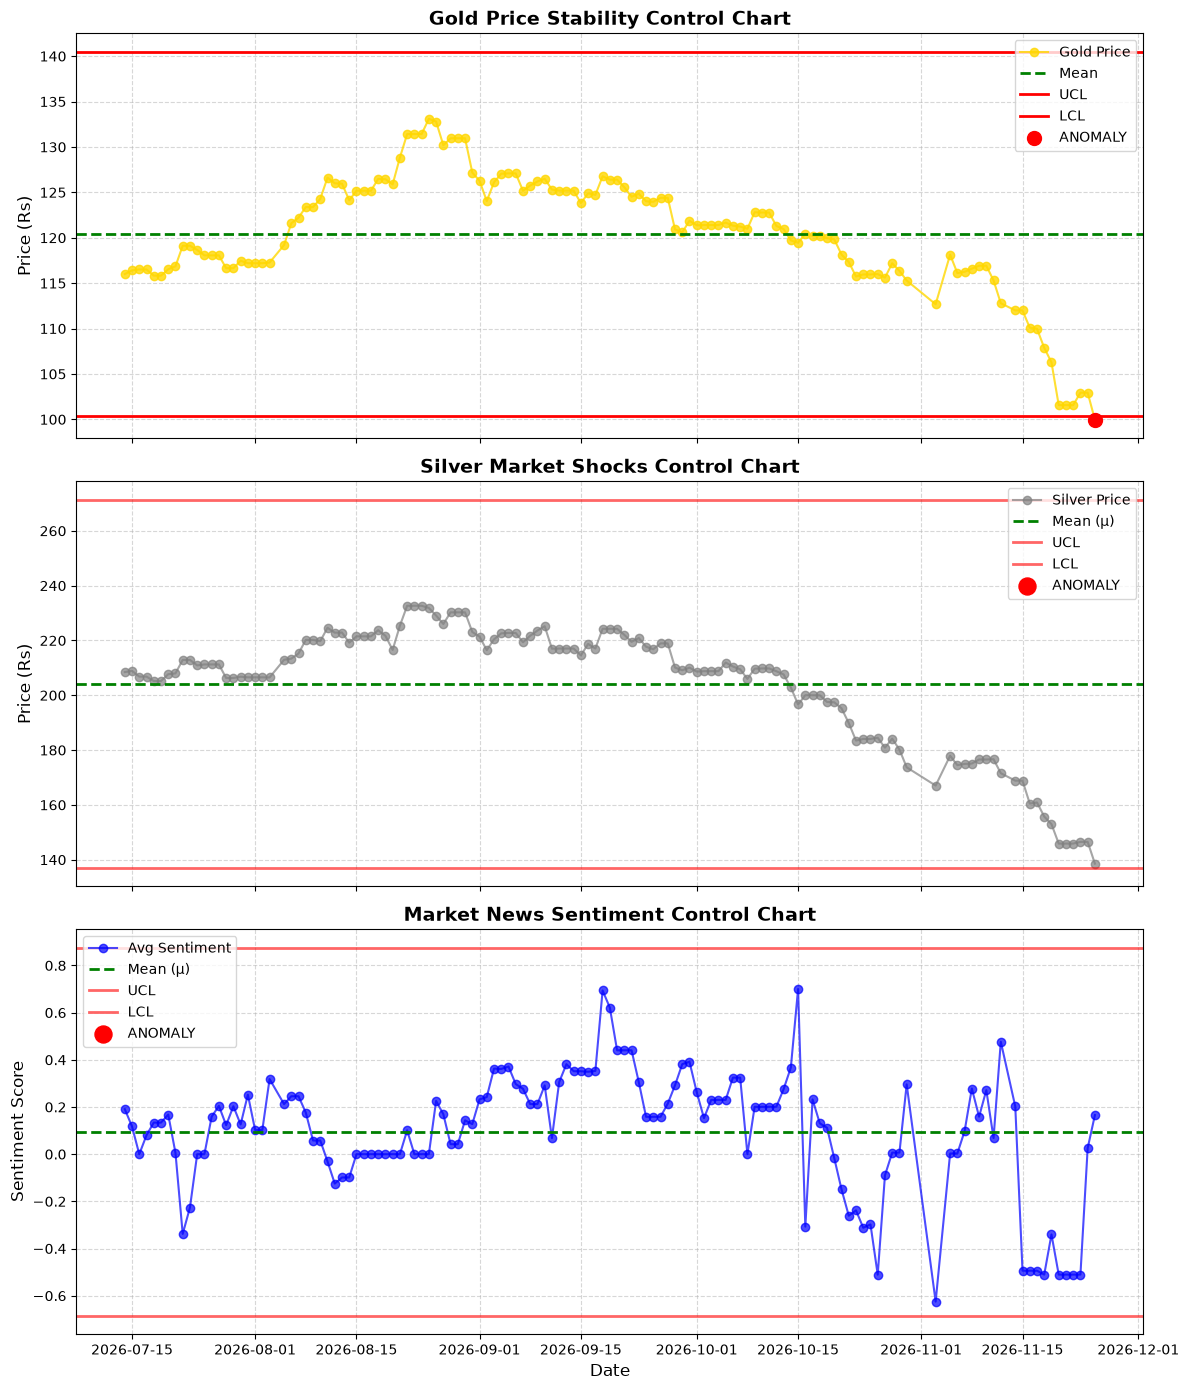 Gold Price Stability Control Chart
Price (Rs)
140
135
130
125
120
115
110
105
100
Gold Price
Mean
UCL
LCL
ANOMALY
Silver Market Shocks Control Chart
Price (Rs)
260
240
220
200
180
160
140
Silver Price
Mean (μ)
UCL
LCL
ANOMALY
Market News Sentiment Control Chart
Sentiment Score
0.8
0.6
0.4
0.2
0.0
−0.2
−0.4
−0.6
Avg Sentiment
Mean (μ)
UCL
LCL
ANOMALY
2026-07-15 2026-08-01 2026-08-15 2026-09-01 2026-09-15 2026-10-01 2026-10-15 2026-11-01 2026-11-15 2026-12-01
Date